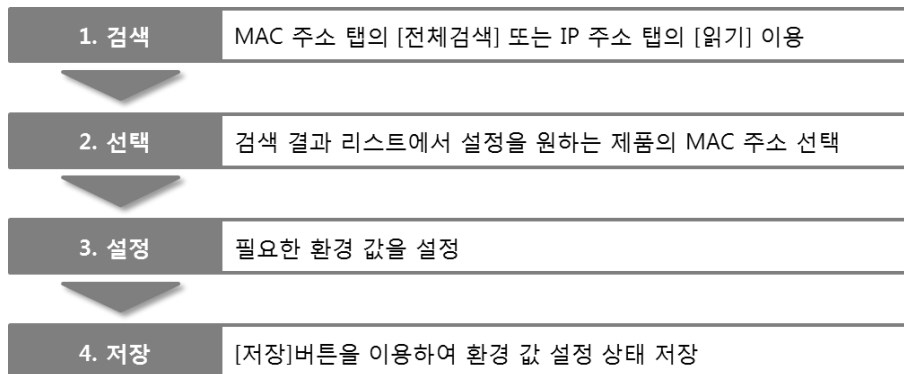 1. 검색 MAC 주소 탭의 [전체검색] 또는 IP 주소 탭의 [읽기] 이용
2. 선택 검색 결과 리스트에서 설정을 원하는 제품의 MAC 주소 선택
3. 설정 필요한 환경 값을 설정
4. 저장 [저장]버튼을 이용하여 환경 값 설정 상태 저장